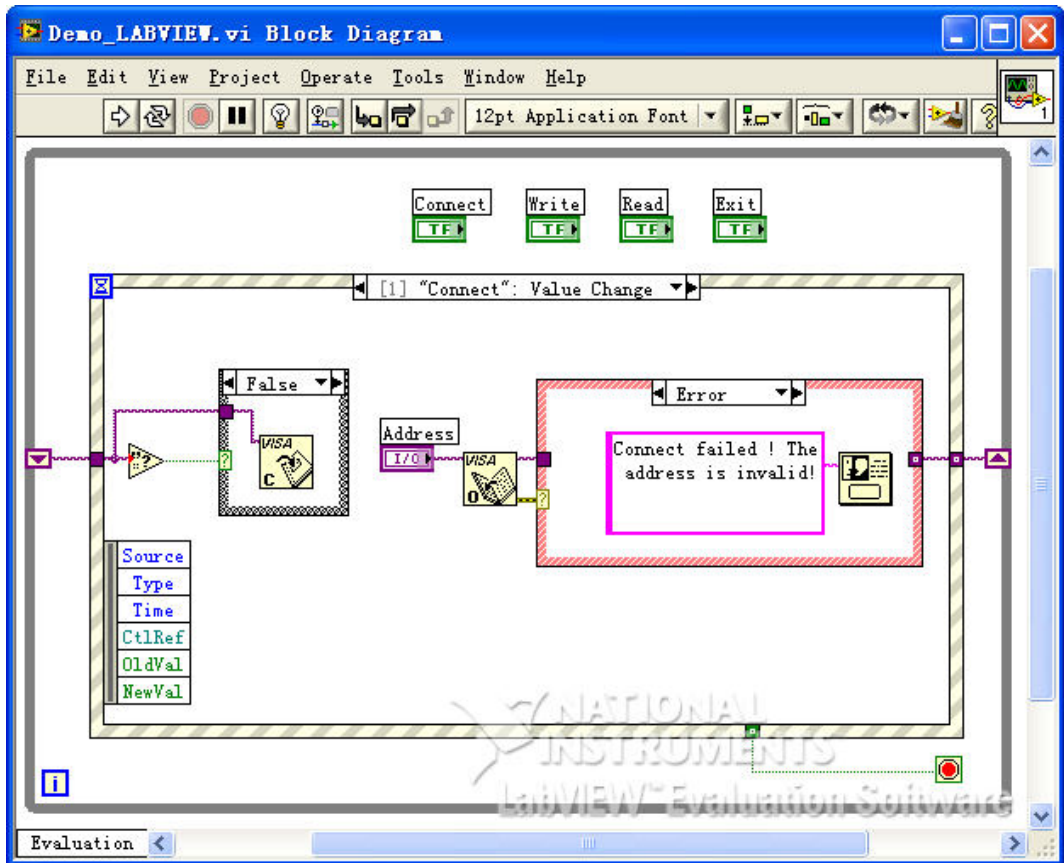 Demo_LABVIEW.vi Block Diagram
File Edit View Project Operate Tools Window Help
12pt Application Font
1
Connect Write Read Exit
TF TF TF TF
[1] "Connect": Value Change
False
Error
Address
I/O
Connect failed ! The
address is invalid!
"?
?
VISA
C
VISA
O
?
Source
Type
Time
CtlRef
OldVal
NewVal
NATIONAL
INSTRUMENTS
LabVIEW™ Evaluation Software
i
Evaluation